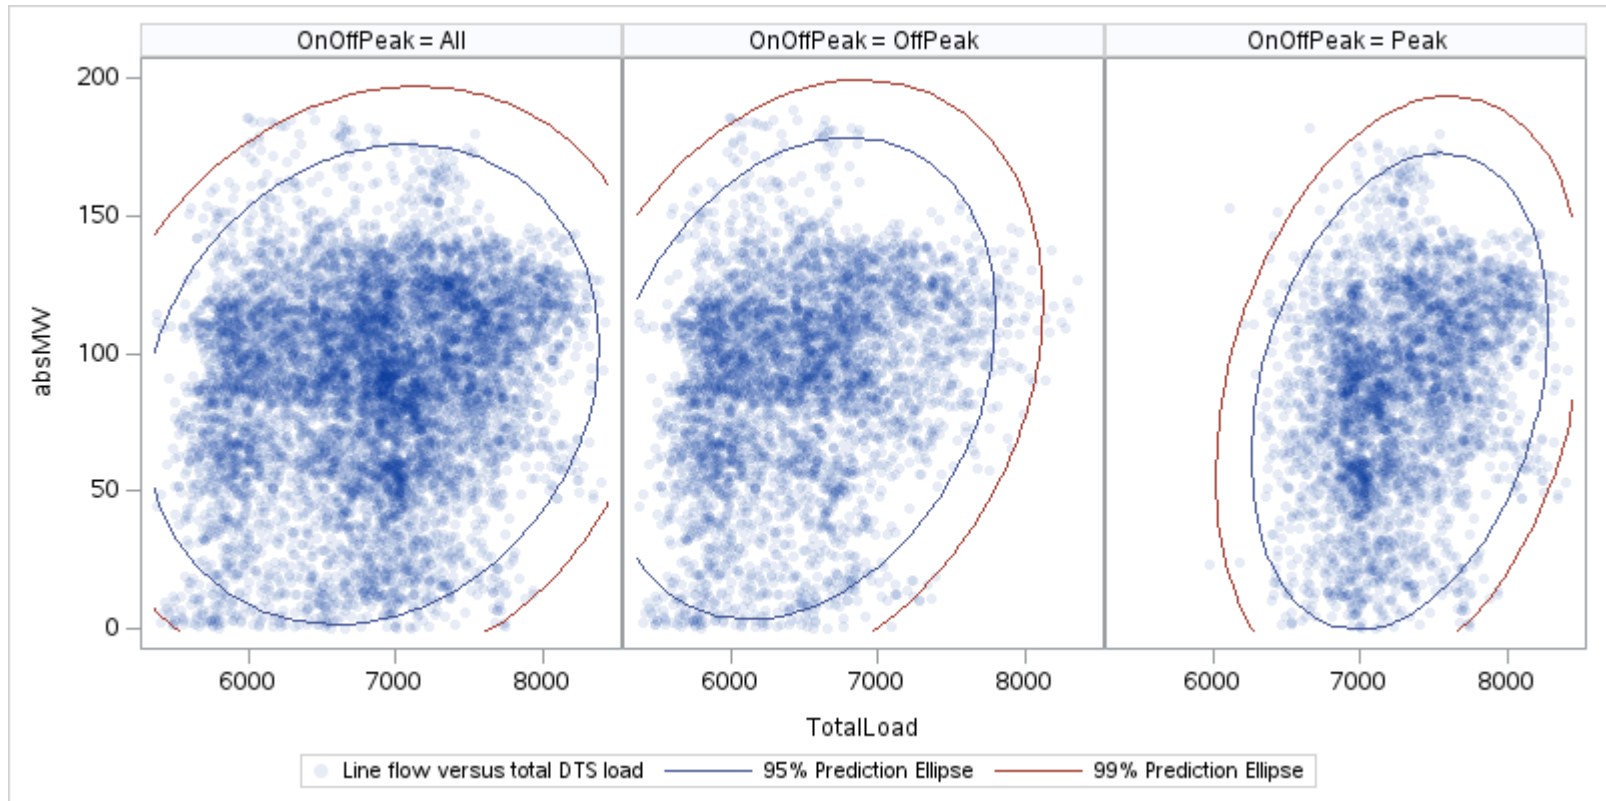 OnOffPeak = All
OnOffPeak = OffPeak
OnOffPeak = Peak
200
150
100
50
0
absMW
6000 7000 8000
6000 7000 8000
6000 7000 8000
TotalLoad
Line flow versus total DTS load
95% Prediction Ellipse
99% Prediction Ellipse